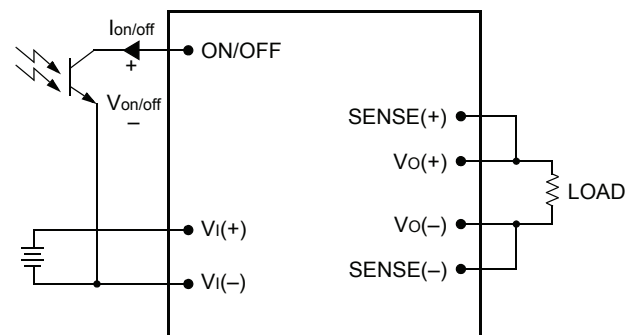 Ion/off
+
ON/OFF
Von/off
–
SENSE(+)
VO(+)
LOAD
VO(–)
SENSE(–)
VI(+)
VI(–)